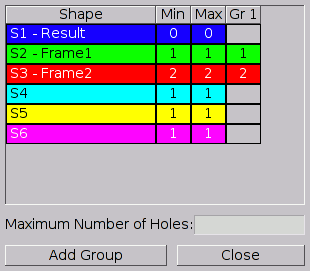 Shape Min Max Gr 1
S1 - Result 0 0
S2 - Frame1 1 1 1
S3 - Frame2 2 2 2
S4 1 1
S5 1 1
S6 1 1
Maximum Number of Holes:
Add Group Close